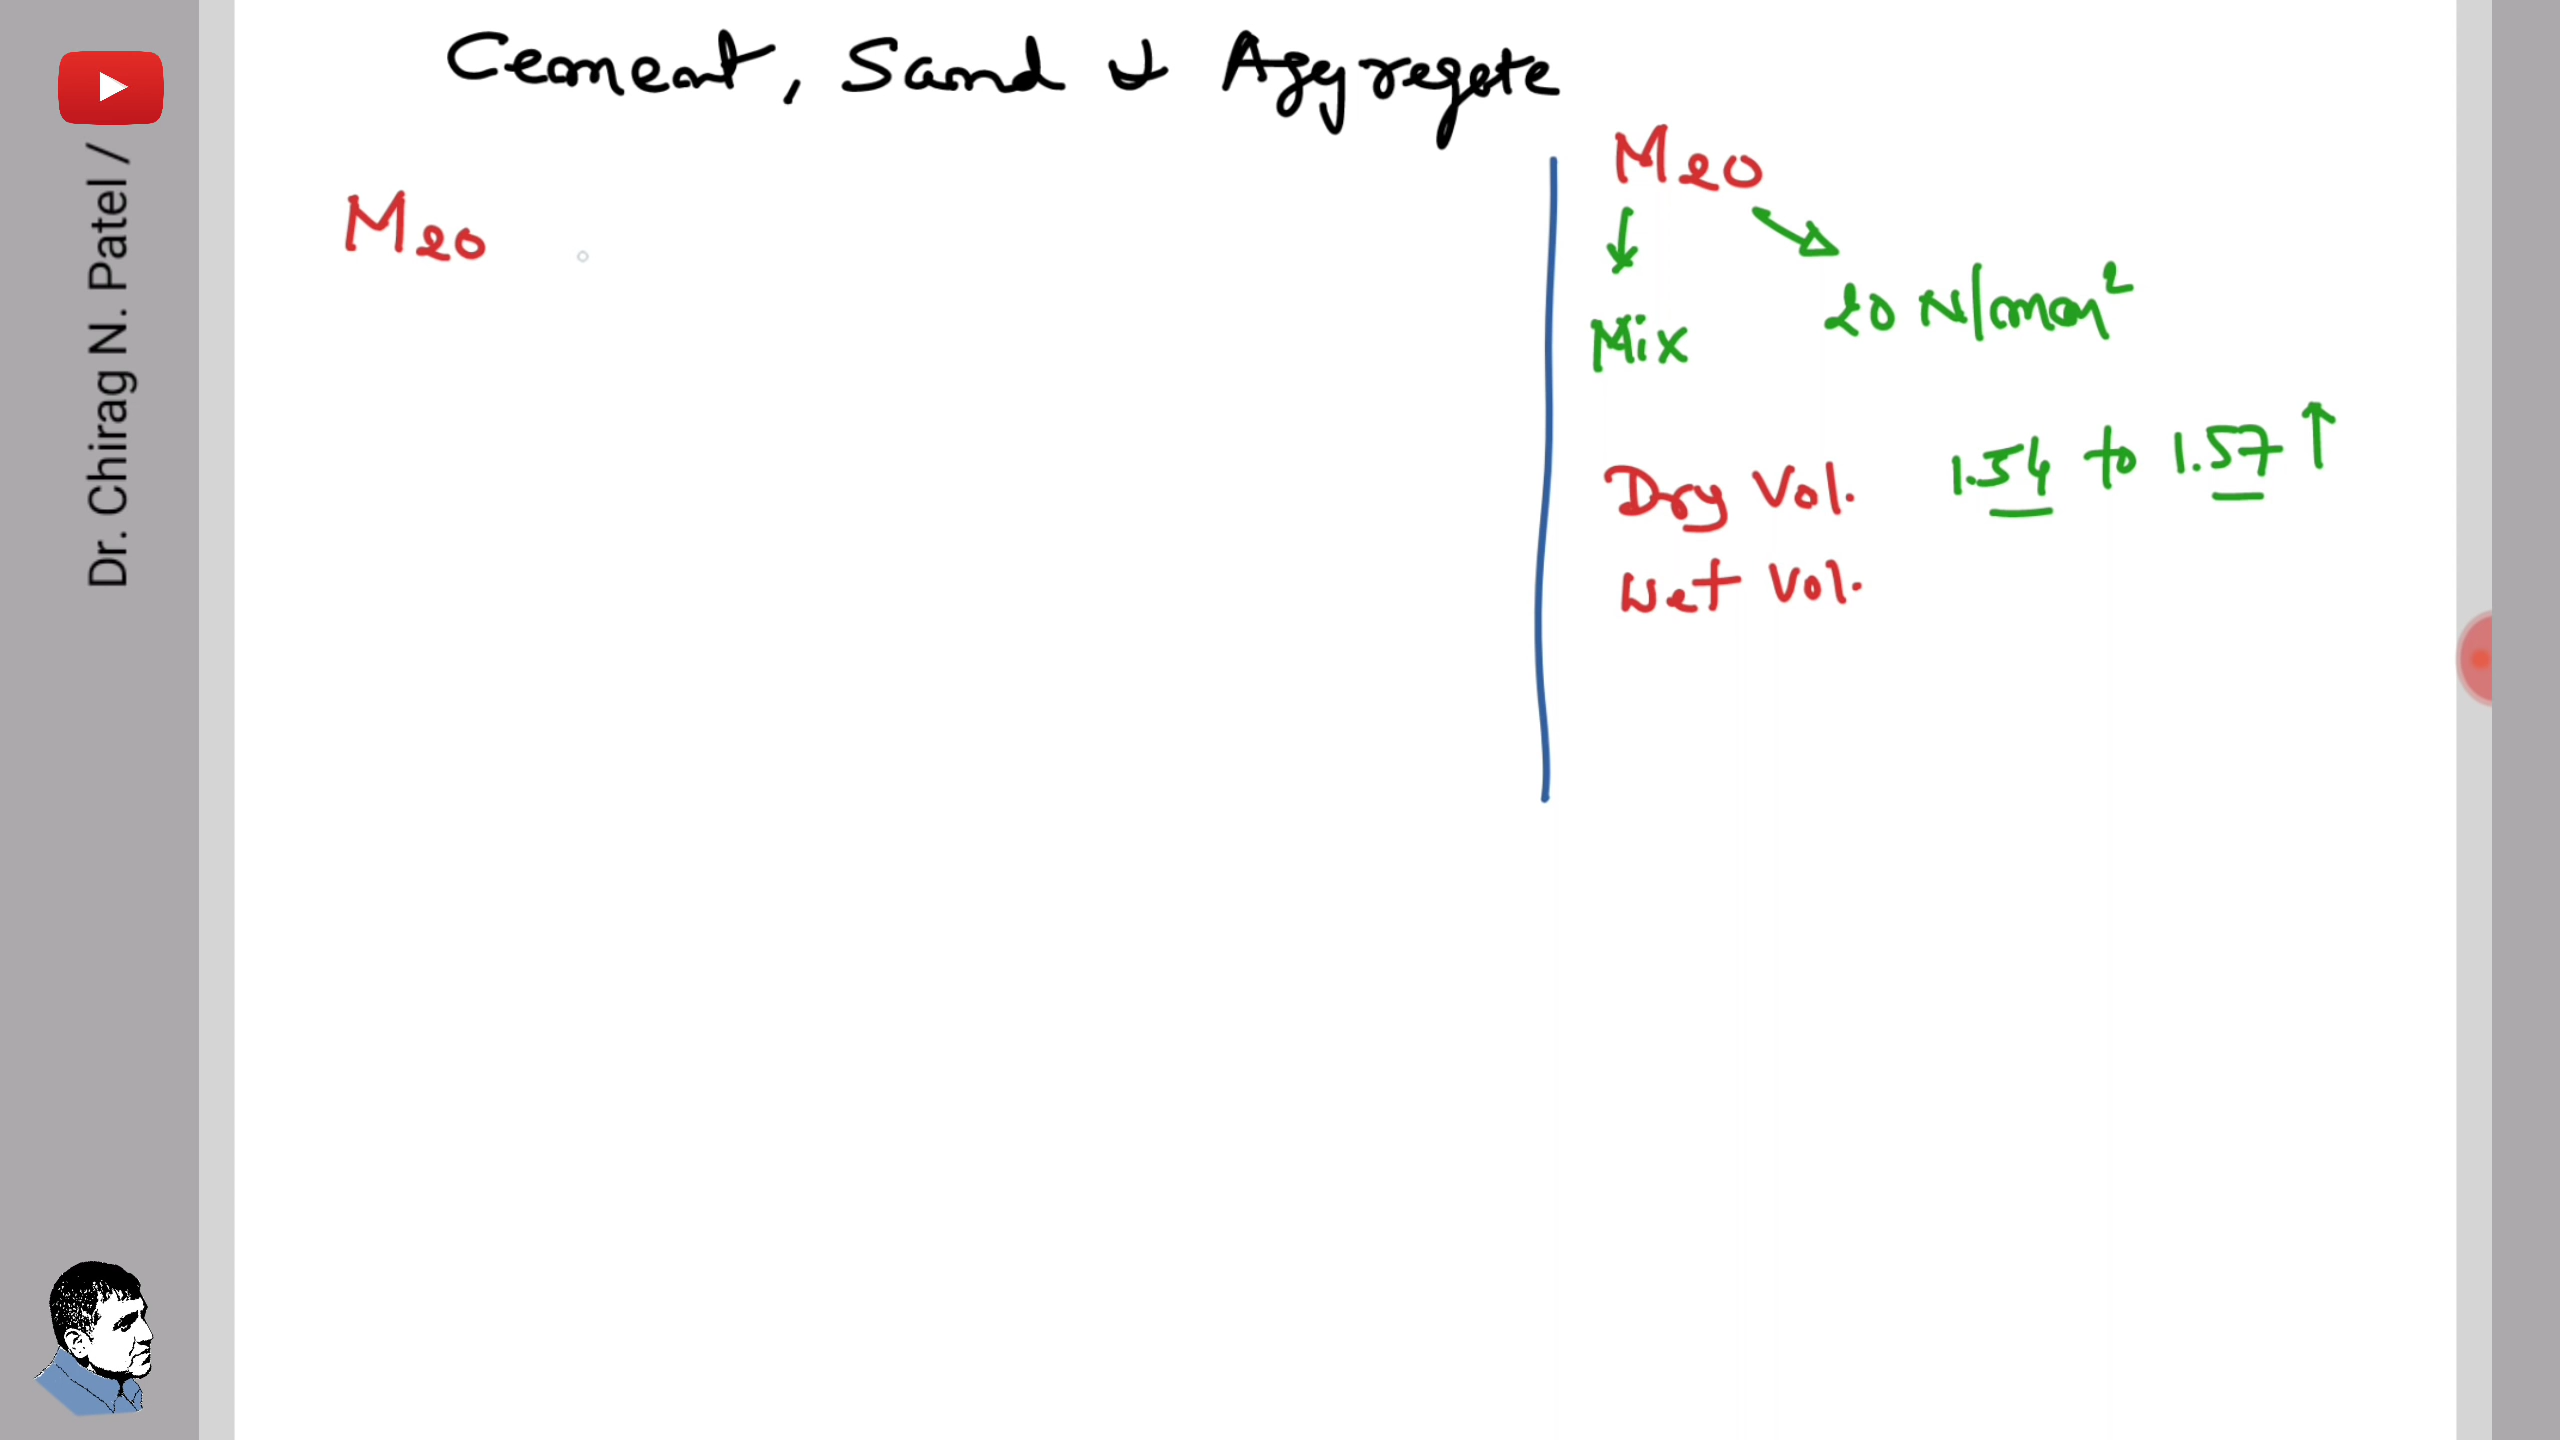 Cement, Sand & Aggregate
M20
M20
Mix
20 N/mm²
Dry Vol. 1.54 to 1.57 ↑
Wet Vol.
Dr. Chirag N. Patel /